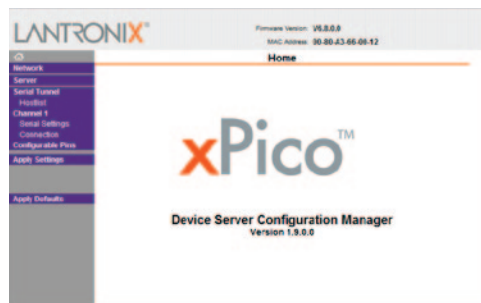 LANTRONIX®
Firmware Version: V6.8.0.0
MAC Address: 00-80-A3-66-08-12
Home
Network
Server
Serial Tunnel
Hostlist
Channel 1
Serial Settings
Connection
Configurable Pins
Apply Settings
Apply Defaults
xPico™
Device Server Configuration Manager
Version 1.9.0.0